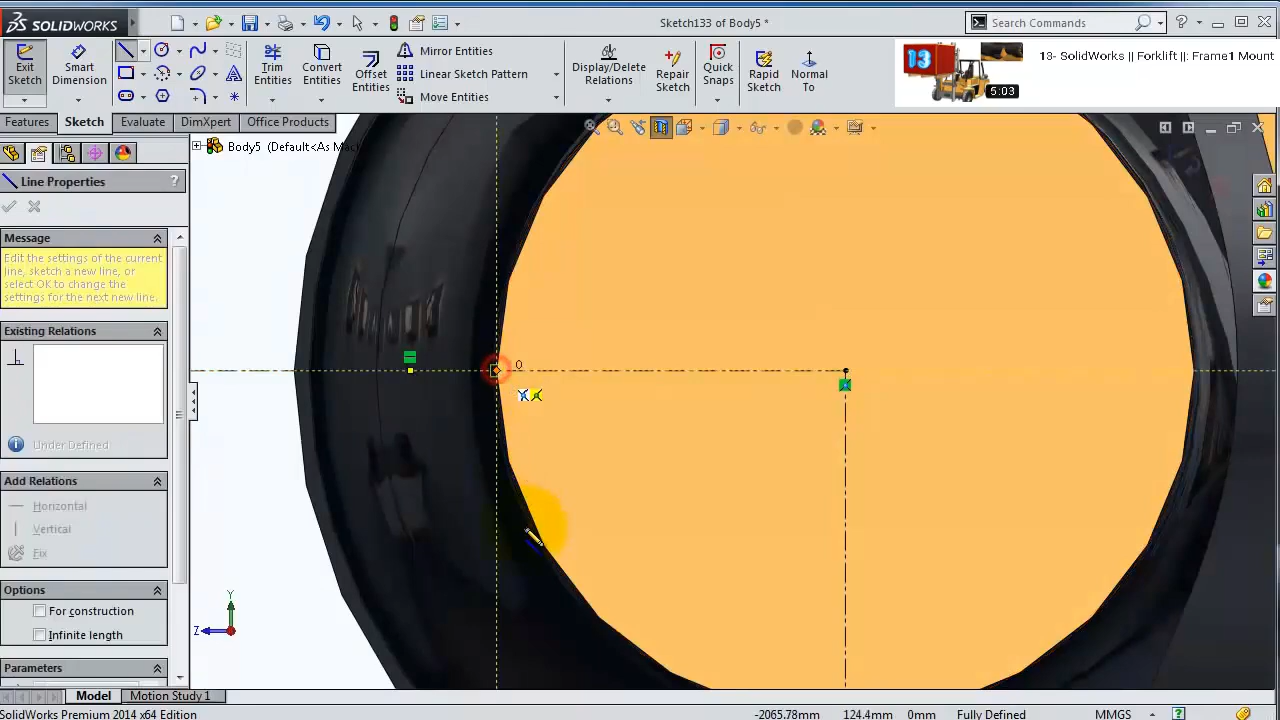 SOLIDWORKS
Sketch133 of Body5 *
Search Commands
Exit Sketch
Smart Dimension
Trim Entities
Convert Entities
Offset Entities
Mirror Entities
Linear Sketch Pattern
Move Entities
Display/Delete Relations
Repair Sketch
Quick Snaps
Rapid Sketch
Normal To
13
5:03
13- SolidWorks || Forklift ||: Frame1 Mount
Features
Sketch
Evaluate
DimXpert
Office Products
Body5 (Default<As Mac
Line Properties
?
Message
Edit the settings of the current
line, sketch a new line, or
select OK to change the
settings for the next new line.
Existing Relations
Under Defined
Add Relations
Horizontal
Vertical
Fix
Options
For construction
Infinite length
Parameters
0
Y
Z
Model
Motion Study 1
SolidWorks Premium 2014 x64 Edition
-2065.78mm
124.4mm
0mm
Fully Defined
MMGS
?